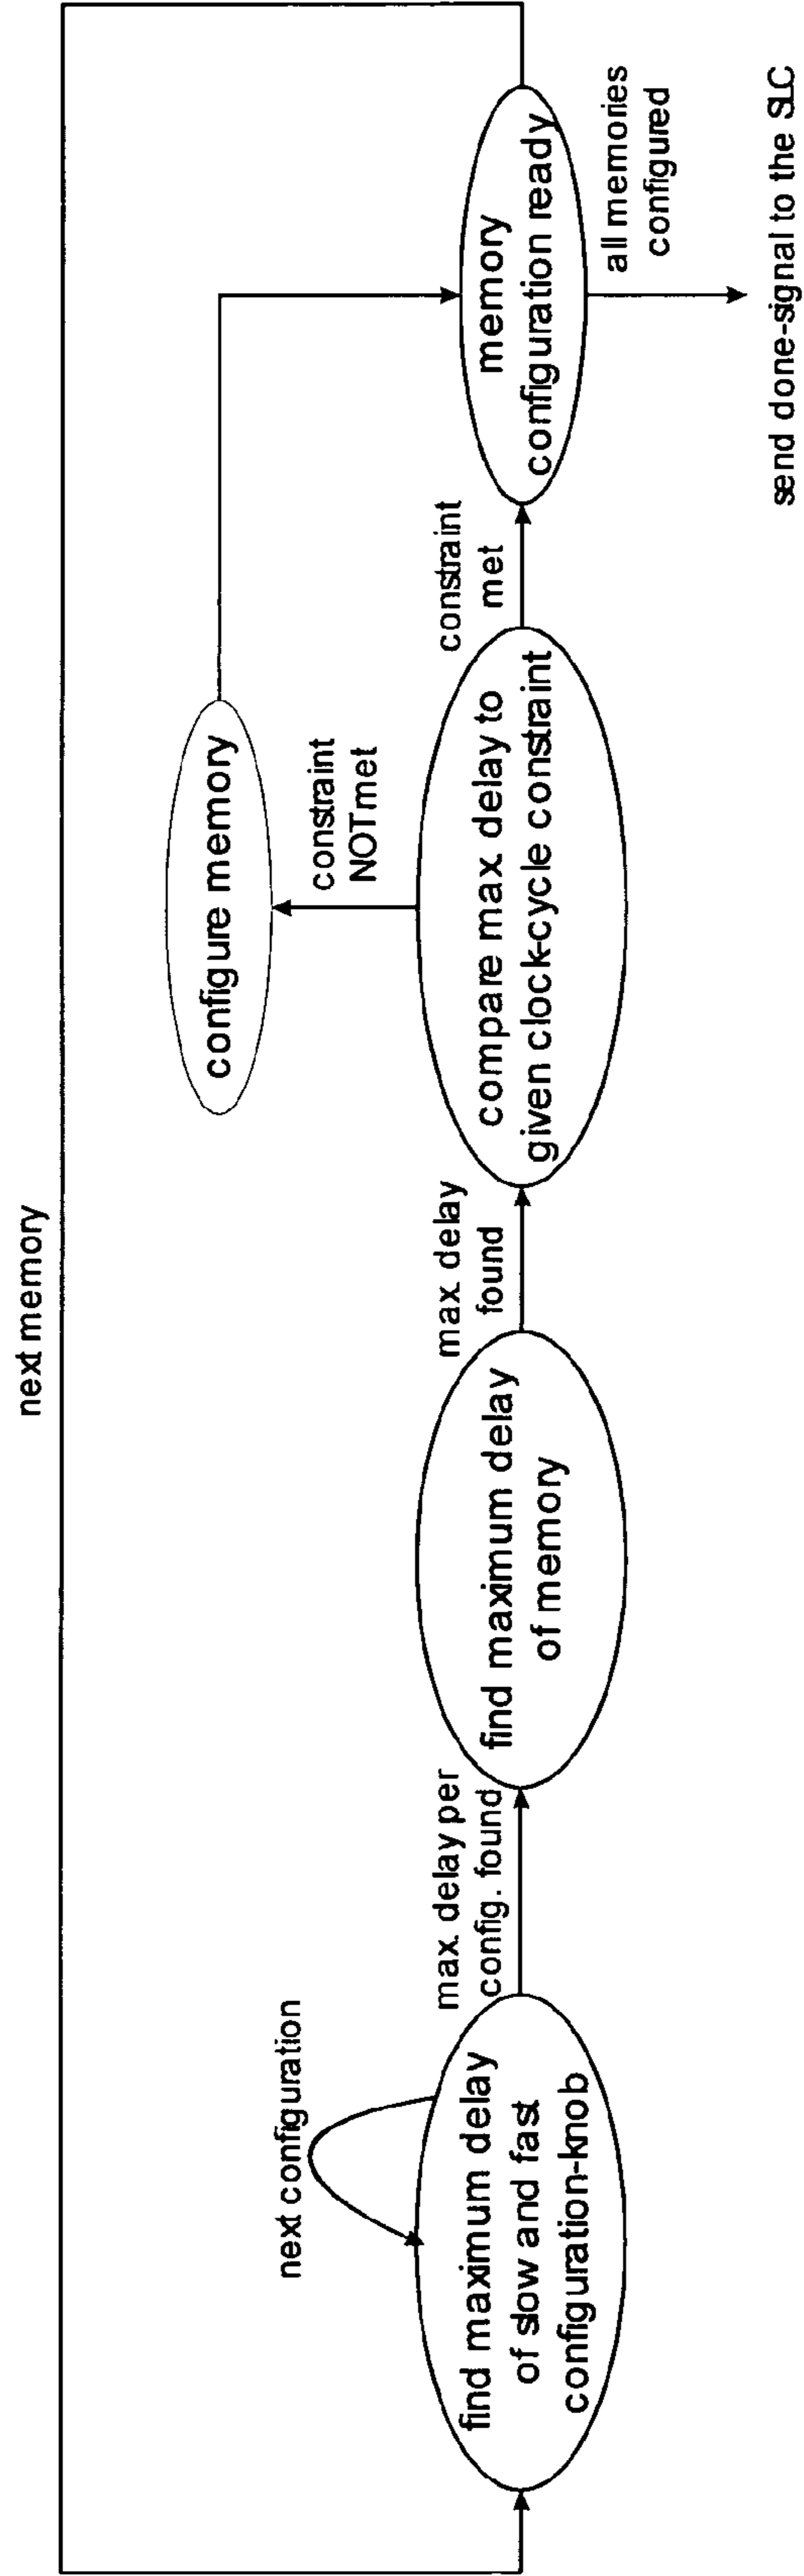 next memory
next configuration
find maximum delay
of slow and fast
configuration-knob
max. delay per
config. found
find maximum delay
of memory
max. delay
found
compare max. delay to
given clock-cycle constraint
constraint
NOT met
configure memory
constraint
met
memory
configuration ready
all memories
configured
send done-signal to the SLC